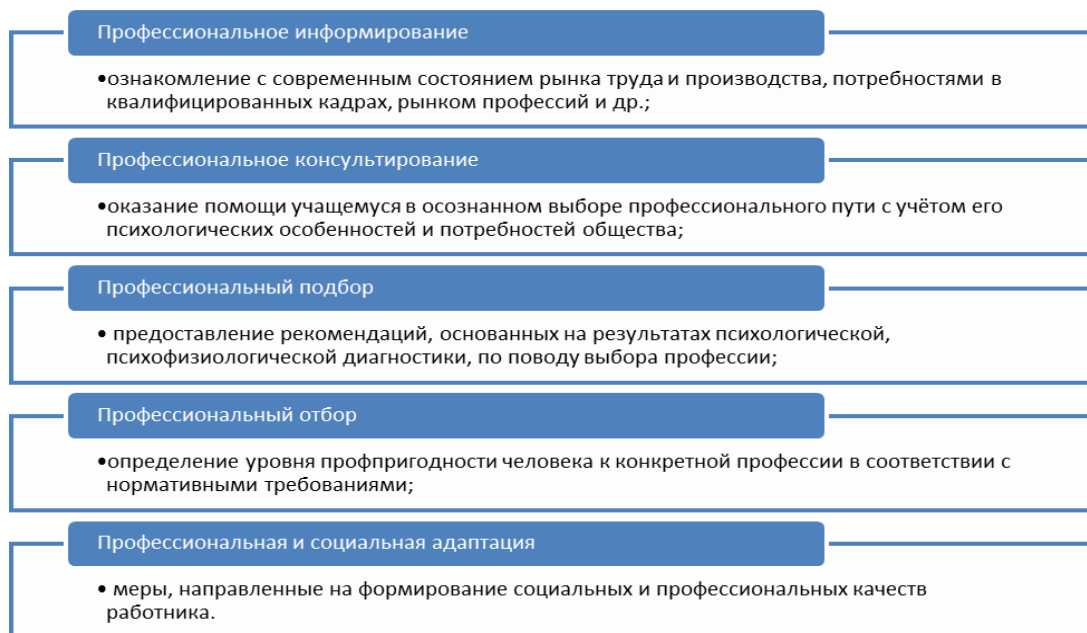 Профессиональное информирование
•ознакомление с современным состоянием рынка труда и производства, потребностями в
квалифицированных кадрах, рынком профессий и др.;
Профессиональное консультирование
•оказание помощи учащемуся в осознанном выборе профессионального пути с учётом его
психологических особенностей и потребностей общества;
Профессиональный подбор
• предоставление рекомендаций, основанных на результатах психологической,
психофизиологической диагностики, по поводу выбора профессии;
Профессиональный отбор
•определение уровня профпригодности человека к конкретной профессии в соответствии с
нормативными требованиями;
Профессиональная и социальная адаптация
• меры, направленные на формирование социальных и профессиональных качеств
работника.